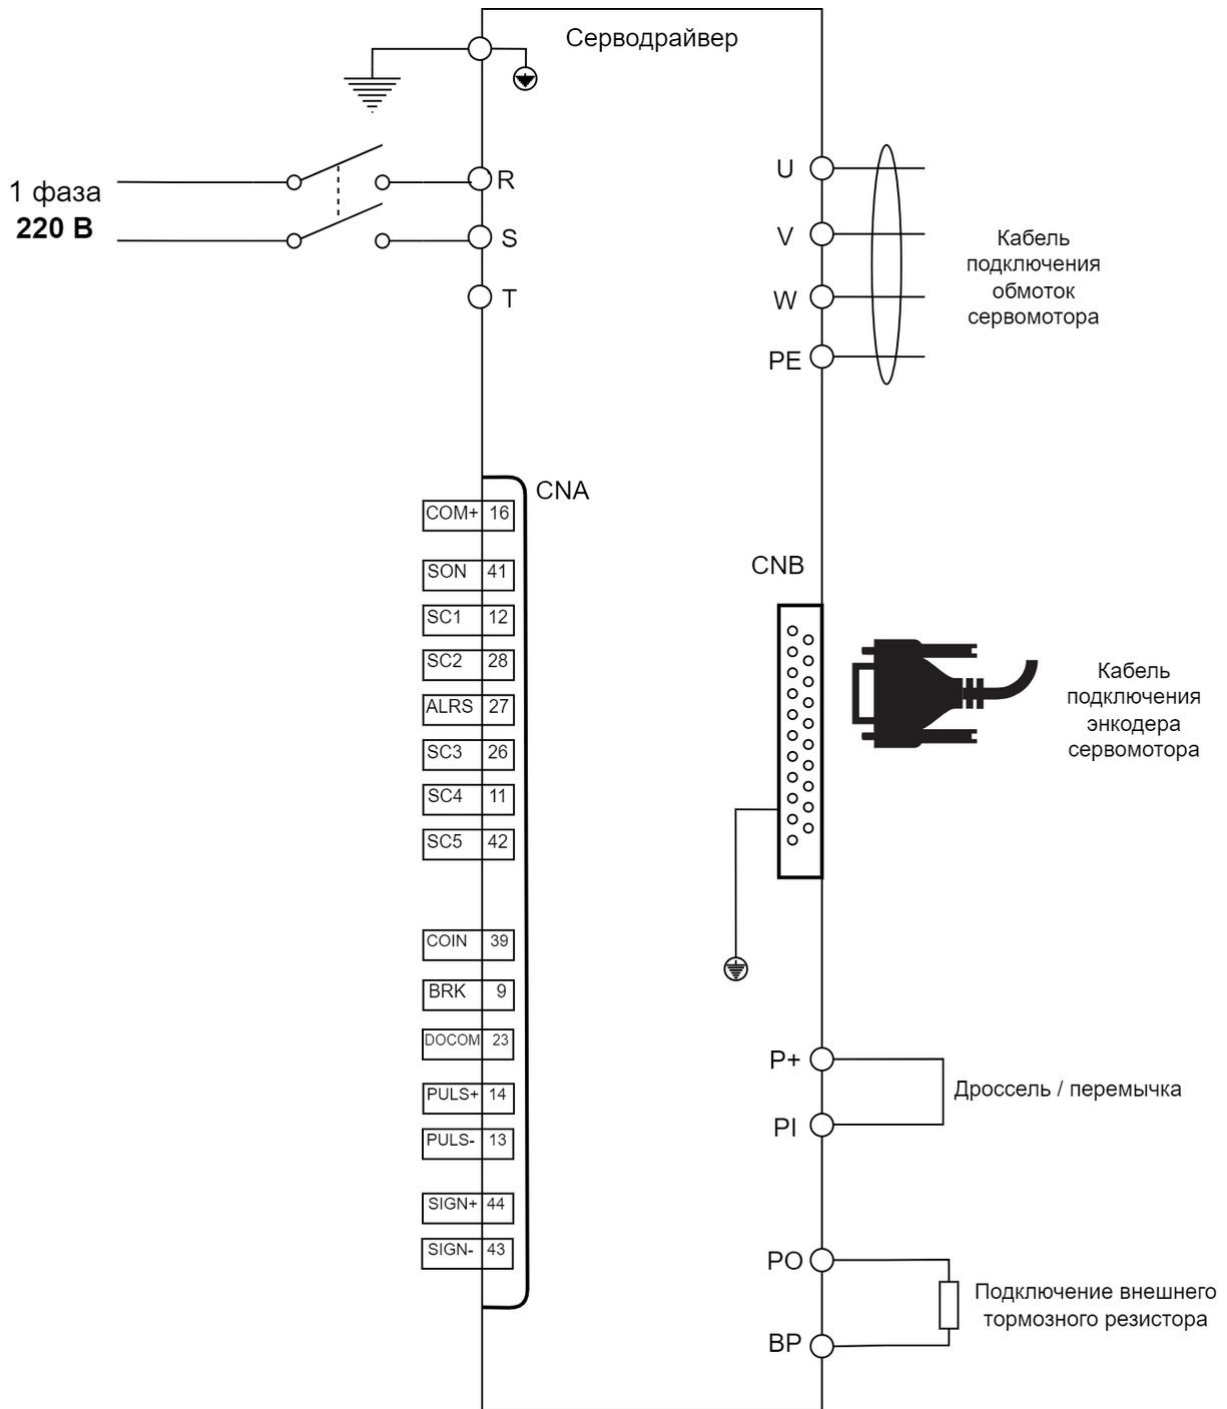 Серводрайвер
1 фаза
220 В
R
S
T
U
V
W
PE
Кабель
подключения
обмоток
сервомотора
CNA
COM+ 16
SON 41
SC1 12
SC2 28
ALRS 27
SC3 26
SC4 11
SC5 42
COIN 39
BRK 9
DOCOM 23
PULS+ 14
PULS- 13
SIGN+ 44
SIGN- 43
CNB
Кабель
подключения
энкодера
сервомотора
P+
PI
Дроссель / перемычка
PO
BP
Подключение внешнего
тормозного резистора